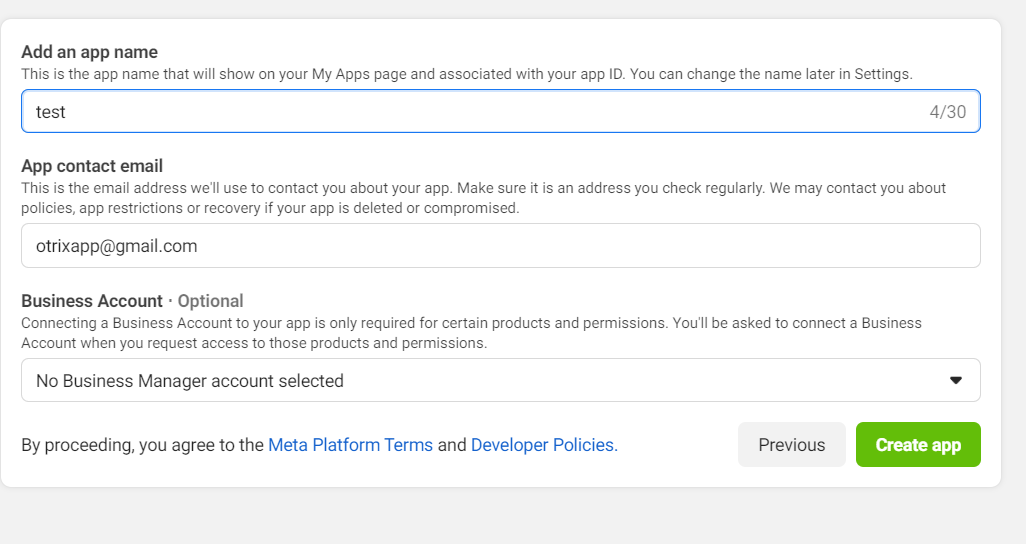 Add an app name
This is the app name that will show on your My Apps page and associated with your app ID. You can change the name later in Settings.
test 4/30
App contact email
This is the email address we'll use to contact you about your app. Make sure it is an address you check regularly. We may contact you about
policies, app restrictions or recovery if your app is deleted or compromised.
otrixapp@gmail.com
Business Account · Optional
Connecting a Business Account to your app is only required for certain products and permissions. You'll be asked to connect a Business
Account when you request access to those products and permissions.
No Business Manager account selected
By proceeding, you agree to the Meta Platform Terms and Developer Policies. Previous Create app